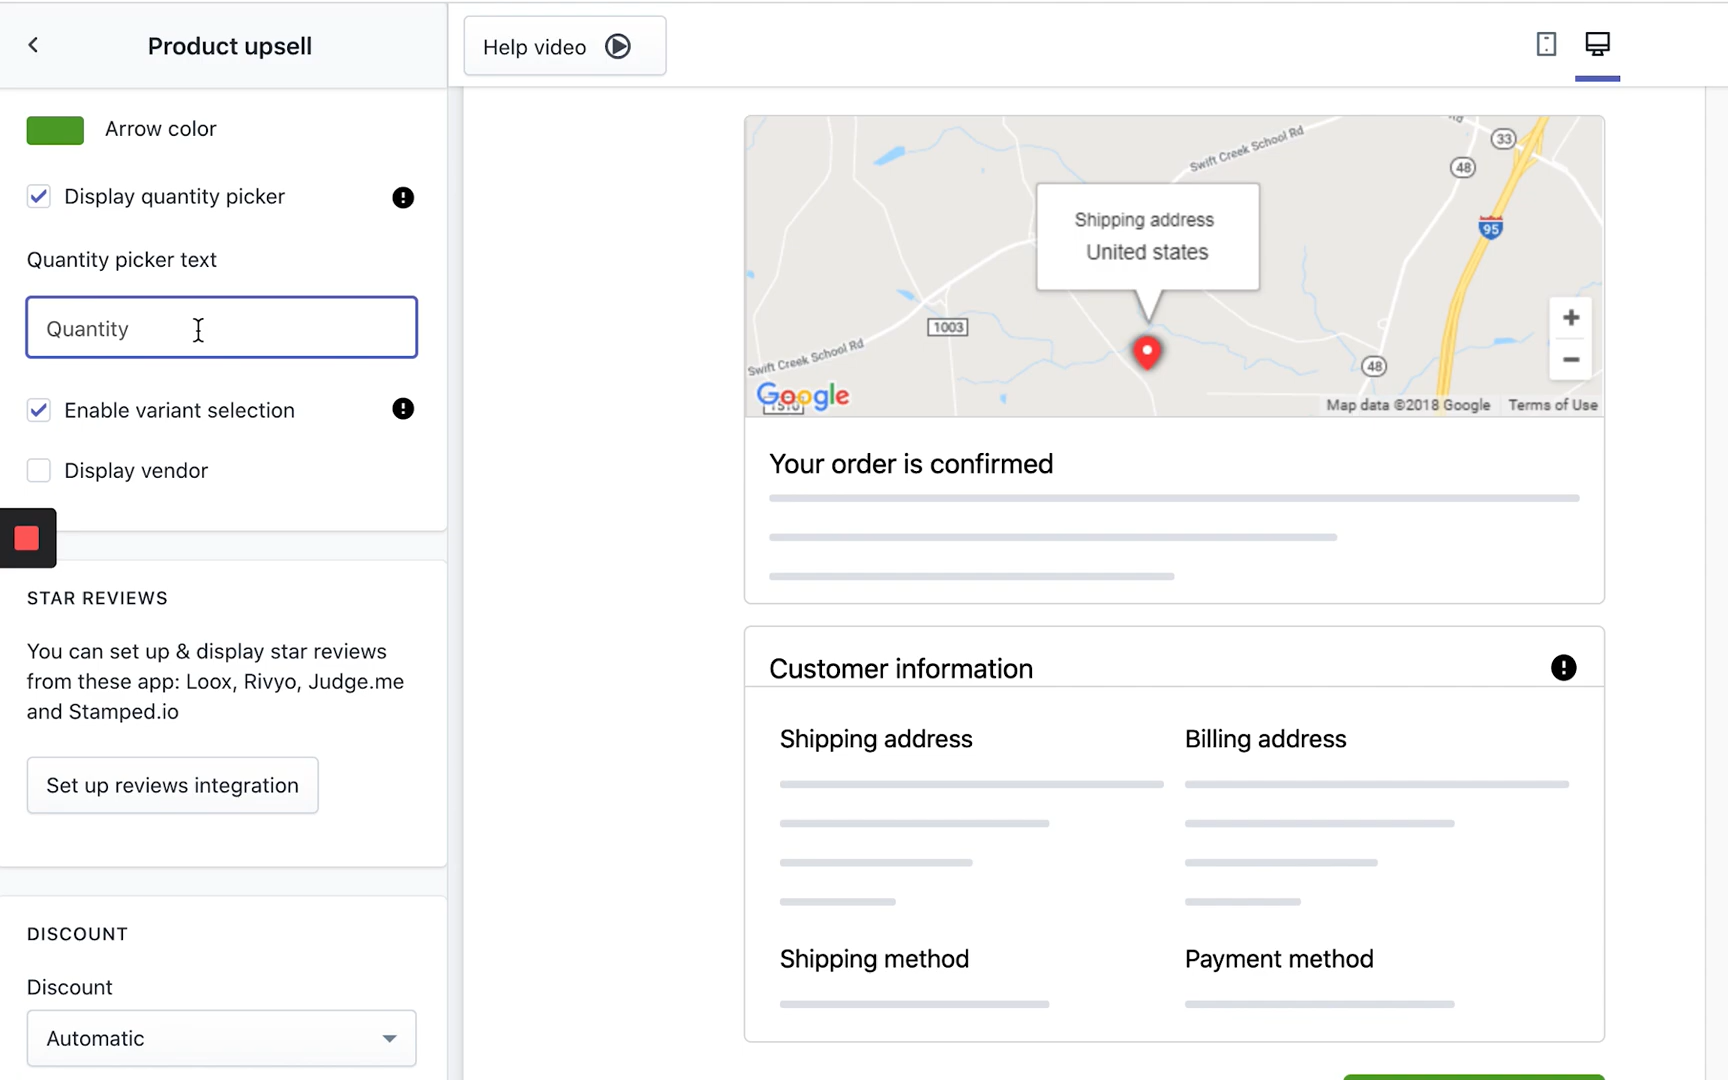 Product upsell
Help video
Arrow color
Display quantity picker
Quantity picker text
Quantity
Enable variant selection
Display vendor
STAR REVIEWS
You can set up & display star reviews
from these app: Loox, Rivyo, Judge.me
and Stamped.io
Set up reviews integration
DISCOUNT
Discount
Automatic
Swift Creek School Rd
33
48
95
Shipping address
United states
1003
Swift Creek School Rd
48
Google
1510
Map data ©2018 Google
Terms of Use
Your order is confirmed
Customer information
Shipping address
Billing address
Shipping method
Payment method